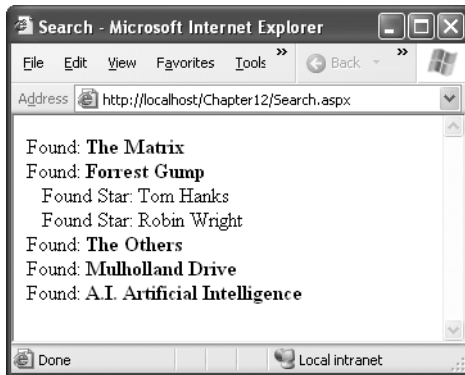 Search - Microsoft Internet Explorer
File Edit View Favorites Tools » Back »
Address http://localhost/Chapter12/Search.aspx
Found: The Matrix
Found: Forrest Gump
Found Star: Tom Hanks
Found Star: Robin Wright
Found: The Others
Found: Mulholland Drive
Found: A.I. Artificial Intelligence
Done Local intranet